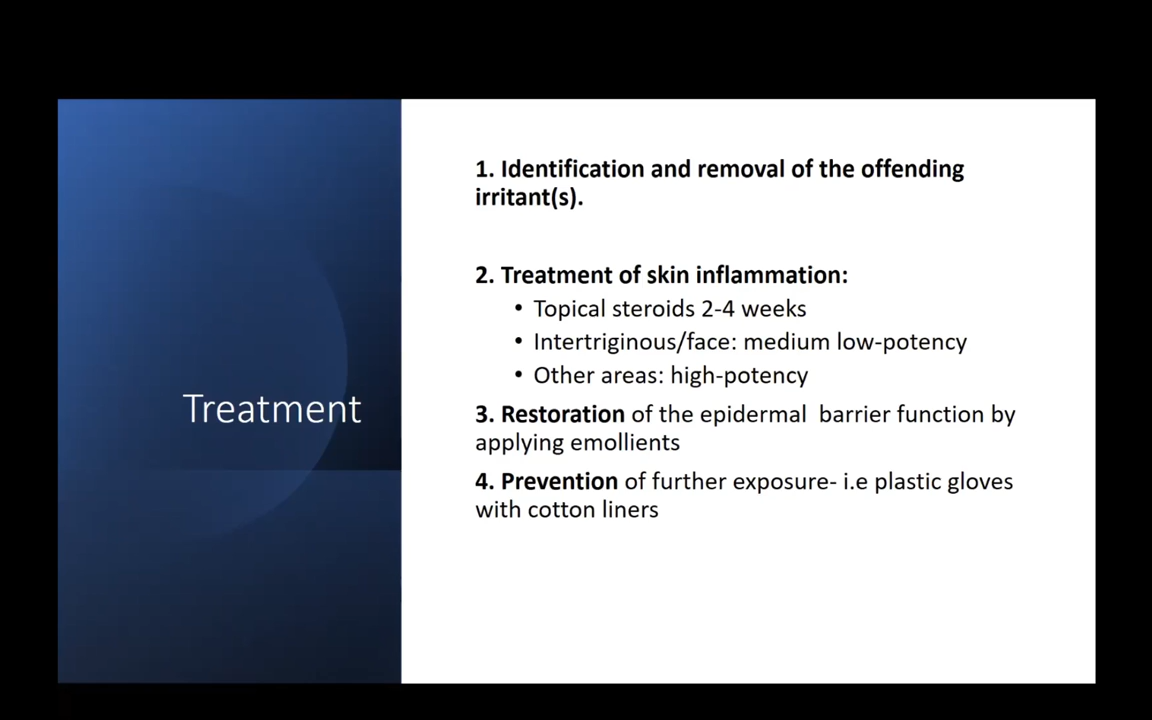 Treatment
1. Identification and removal of the offending
irritant(s).
2. Treatment of skin inflammation:
• Topical steroids 2-4 weeks
• Intertriginous/face: medium low-potency
• Other areas: high-potency
3. Restoration of the epidermal  barrier function by
applying emollients
4. Prevention of further exposure- i.e plastic gloves
with cotton liners